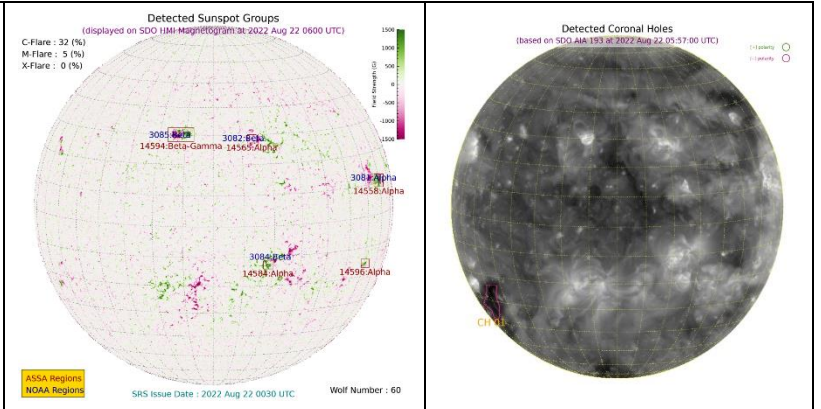 Detected Sunspot Groups
(displayed on SDO HMI Magnetogram at 2022 Aug 22 0600 UTC)
C-Flare : 32 (%)
M-Flare : 5 (%)
X-Flare : 0 (%)
1500
1000
500
0
-500
-1000
-1500
Field Strength (G)
3085:Beta
14594:Beta-Gamma
3082:Beta
14565:Alpha
Alpha
14558:Alpha
3084:Beta
14584:Alpha
14596:Alpha
ASSA Regions
NOAA Regions
SRS Issue Date : 2022 Aug 22 0030 UTC
Wolf Number : 60
Detected Coronal Holes
(based on SDO AIA 193 at 2022 Aug 22 05:57:00 UTC)
(+) polarity
(-) polarity
CH 01